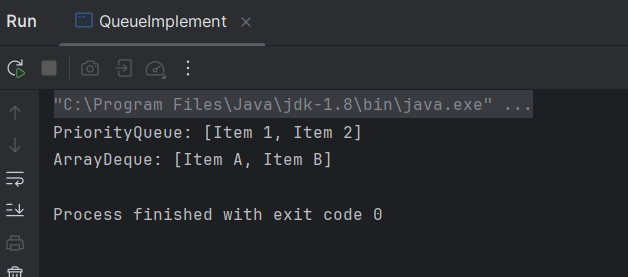 Run QueueImplement
"C:\Program Files\Java\jdk-1.8\bin\java.exe" ...
PriorityQueue: [Item 1, Item 2]
ArrayDeque: [Item A, Item B]
Process finished with exit code 0